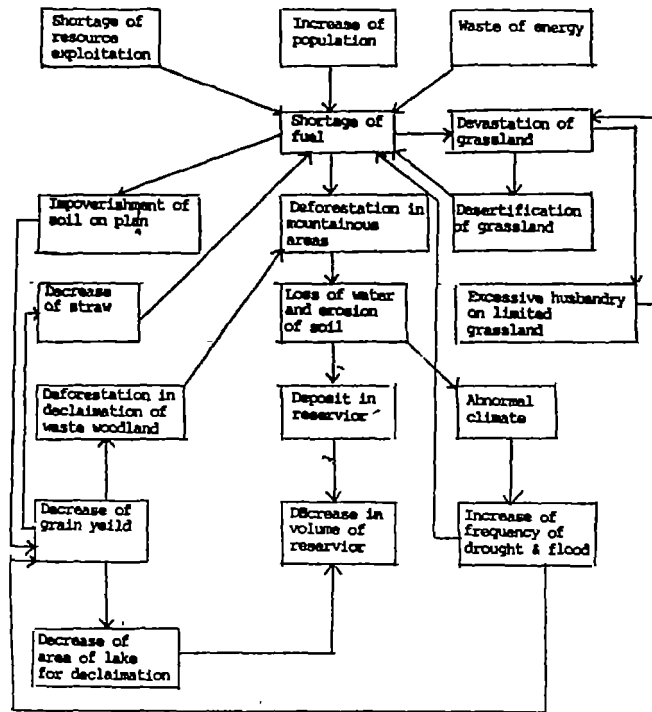 Shortage of
resource
exploitation
Increase of
population
Waste of energy
Shortage of
fuel
Devastation of
grassland
Impoverishment of
soil on plan
Deforestation in
mountainous
areas
Desertification
of grassland
Decrease
of straw
Loss of water
and erosion
of soil
Excessive husbandry
on limited
grassland
Deforestation in
declaimation of
waste woodland
Deposit in
reservior
Abnormal
climate
Decrease of
grain yeild
Decrease in
volume of
reservior
Increase of
frequency of
drought & flood
Decrease of
area of lake
for declaimation